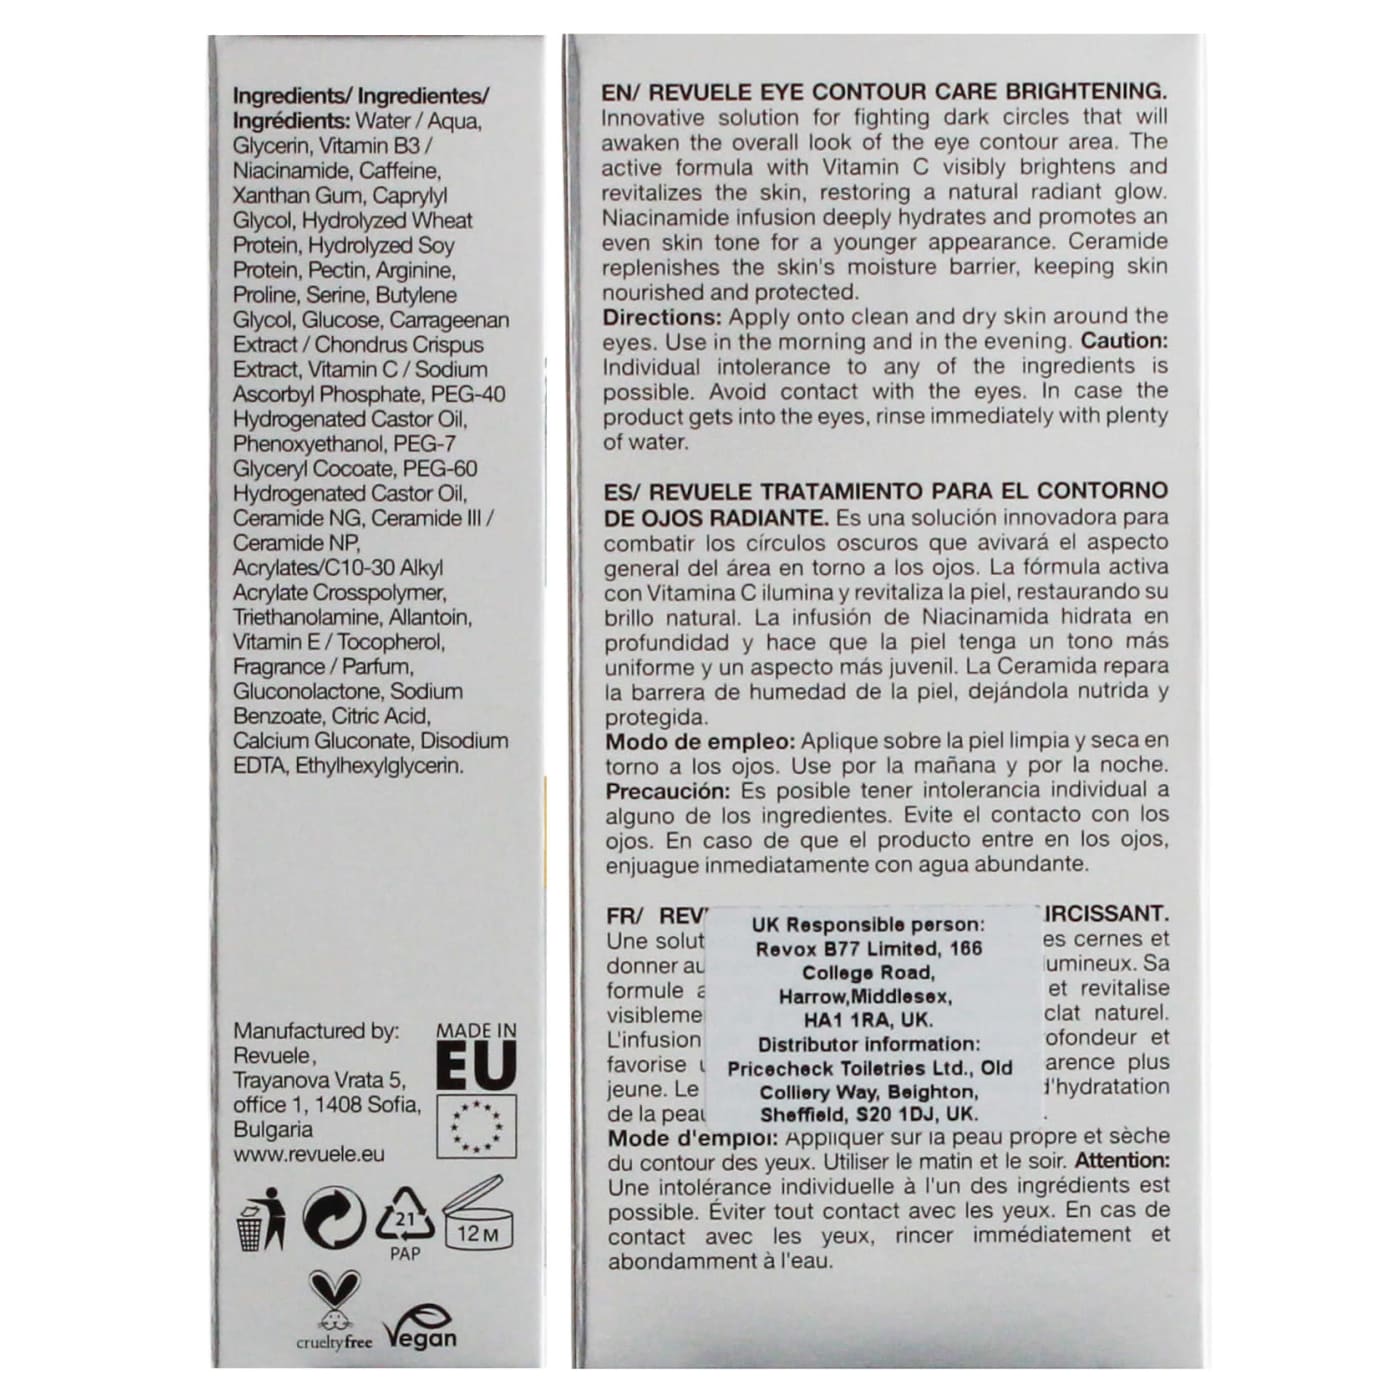 Ingredients/ Ingredientes/
Ingrédients: Water / Aqua,
Glycerin, Vitamin B3 /
Niacinamide, Caffeine,
Xanthan Gum, Caprylyl
Glycol, Hydrolyzed Wheat
Protein, Hydrolyzed Soy
Protein, Pectin, Arginine,
Proline, Serine, Butylene
Glycol, Glucose, Carrageenan
Extract / Chondrus Crispus
Extract, Vitamin C / Sodium
Ascorbyl Phosphate, PEG-40
Hydrogenated Castor Oil,
Phenoxyethanol, PEG-7
Glyceryl Cocoate, PEG-60
Hydrogenated Castor Oil,
Ceramide NG, Ceramide III /
Ceramide NP,
Acrylates/C10-30 Alkyl
Acrylate Crosspolymer,
Triethanolamine, Allantoin,
Vitamin E / Tocopherol,
Fragrance / Parfum,
Gluconolactone, Sodium
Benzoate, Citric Acid,
Calcium Gluconate, Disodium
EDTA, Ethylhexylglycerin.
Manufactured by:
Revuele,
Trayanova Vrata 5,
office 1, 1408 Sofia,
Bulgaria
www.revuele.eu
MADE IN
EU
21
PAP
12 M
crueltyfree
Vegan
EN/ REVUELE EYE CONTOUR CARE BRIGHTENING.
Innovative solution for fighting dark circles that will
awaken the overall look of the eye contour area. The
active formula with Vitamin C visibly brightens and
revitalizes the skin, restoring a natural radiant glow.
Niacinamide infusion deeply hydrates and promotes an
even skin tone for a younger appearance. Ceramide
replenishes the skin's moisture barrier, keeping skin
nourished and protected.
Directions: Apply onto clean and dry skin around the
eyes. Use in the morning and in the evening. Caution:
Individual intolerance to any of the ingredients is
possible. Avoid contact with the eyes. In case the
product gets into the eyes, rinse immediately with plenty
of water.
ES/ REVUELE TRATAMIENTO PARA EL CONTORNO
DE OJOS RADIANTE. Es una solución innovadora para
combatir los círculos oscuros que avivará el aspecto
general del área en torno a los ojos. La fórmula activa
con Vitamina C ilumina y revitaliza la piel, restaurando su
brillo natural. La infusión de Niacinamida hidrata en
profundidad y hace que la piel tenga un tono más
uniforme y un aspecto más juvenil. La Ceramida repara
la barrera de humedad de la piel, dejándola nutrida y
protegida.
Modo de empleo: Aplique sobre la piel limpia y seca en
torno a los ojos. Use por la mañana y por la noche.
Precaución: Es posible tener intolerancia individual a
alguno de los ingredientes. Evite el contacto con los
ojos. En caso de que el producto entre en los ojos,
enjuague inmediatamente con agua abundante.
FR/ REV IRCISSANT.
Une solut es cernes et
donner au umineux. Sa
formule et revitalise
visibleme clat naturel.
L'infusion ofondeur et
favorise arence plus
jeune. Le d'hydratation
de la peau .
Mode d'emploi: Appliquer sur la peau propre et sèche
du contour des yeux. Utiliser le matin et le soir. Attention:
Une intolérance individuelle à l'un des ingrédients est
possible. Éviter tout contact avec les yeux. En cas de
contact avec les yeux, rincer immédiatement et
abondamment à l'eau.
UK Responsible person:
Revox B77 Limited, 166
College Road,
Harrow,Middlesex,
HA1 1RA, UK.
Distributor information:
Pricecheck Toiletries Ltd., Old
Colliery Way, Beighton,
Sheffield, S20 1DJ, UK.